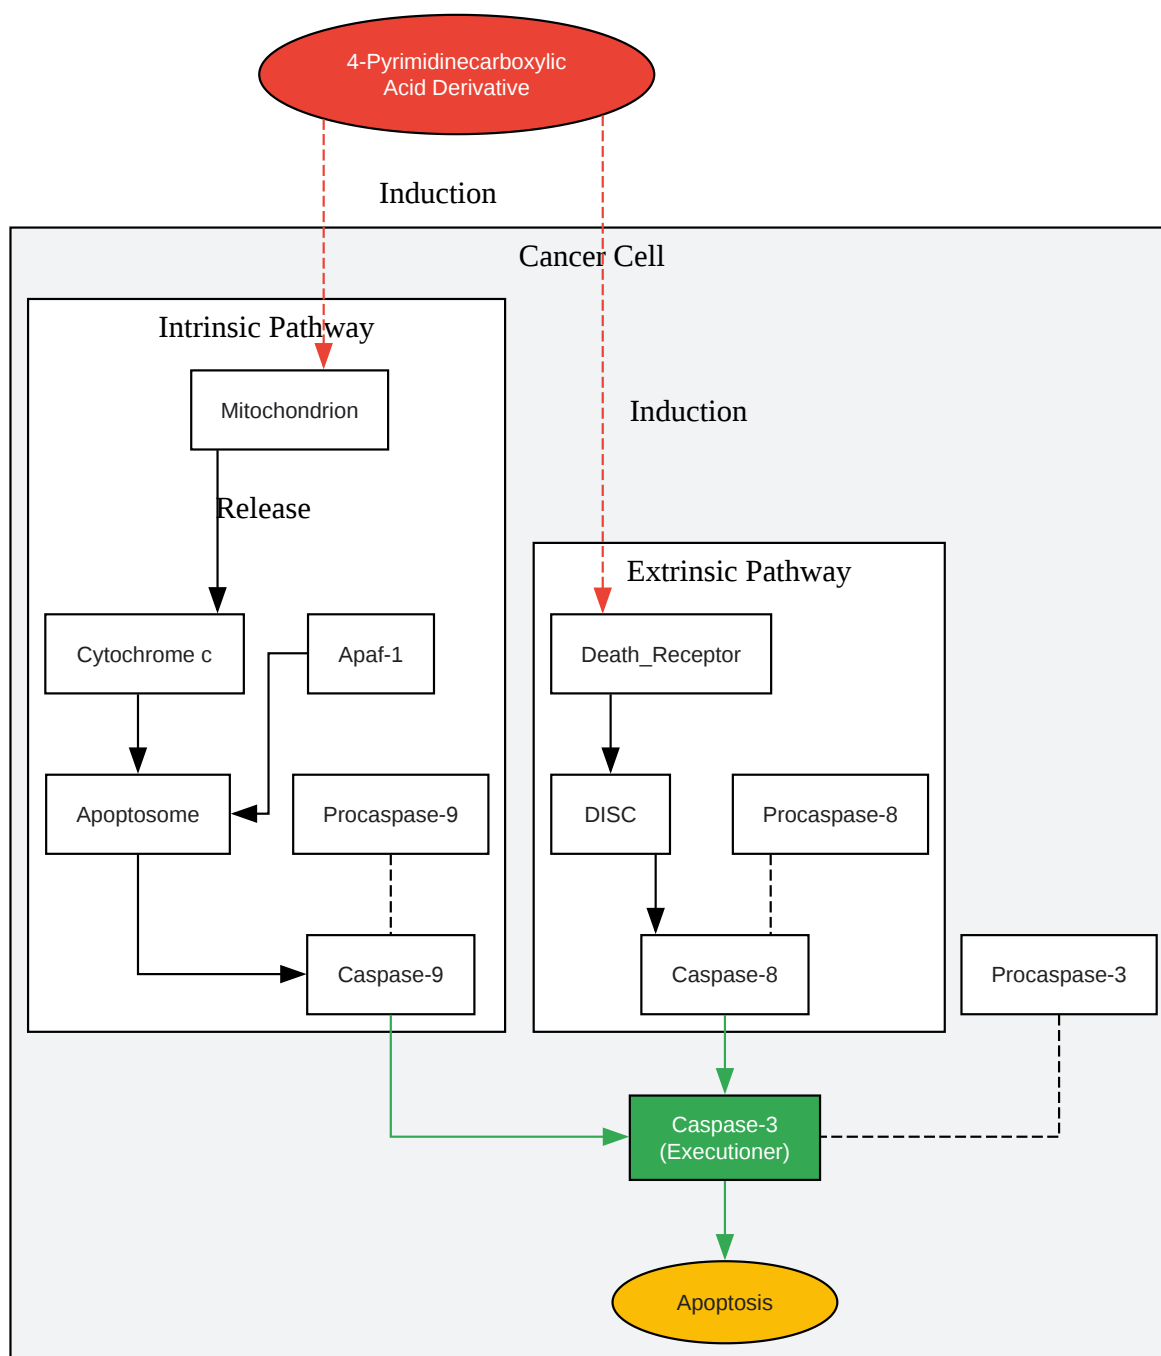 4-Pyrimidinecarboxylic
Acid Derivative
Induction
Cancer Cell
Intrinsic Pathway
Mitochondrion
Induction
Release
Extrinsic Pathway
Cytochrome c
Apaf-1
Death_Receptor
Apoptosome
Procaspase-9
DISC
Procaspase-8
Caspase-9
Caspase-8
Procaspase-3
Caspase-3
(Executioner)
Apoptosis